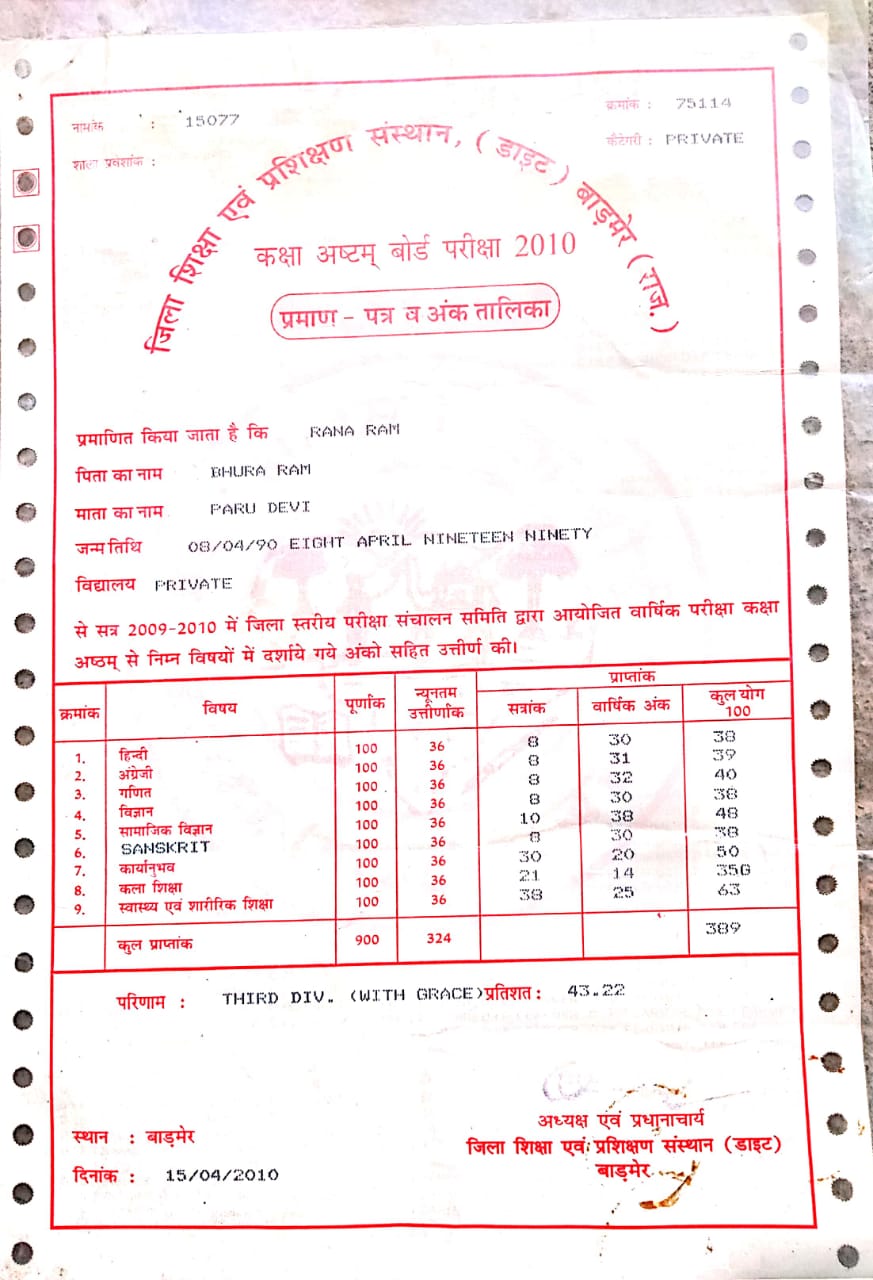 नामांक : 15077
क्रमांक : 75114
शाला प्रवेशांक :
केटेगरी : PRIVATE
जिला शिक्षा एवं प्रशिक्षण संस्थान, ( डाइट ) बाड़मेर ( राज. )
कक्षा अष्टम् बोर्ड परीक्षा 2010
प्रमाण - पत्र व अंक तालिका
प्रमाणित किया जाता है कि RANA RAM
पिता का नाम BHURA RAM
माता का नाम PARU DEVI
जन्म तिथि 08/04/90 EIGHT APRIL NINETEEN NINETY
विद्यालय PRIVATE
से सत्र 2009-2010 में जिला स्तरीय परीक्षा संचालन समिति द्वारा आयोजित वार्षिक परीक्षा कक्षा
अष्ठम् से निम्न विषयों में दर्शाये गये अंको सहित उत्तीर्ण की।
क्रमांक विषय पूर्णांक न्यूनतम उत्तीर्णांक प्राप्तांक
सत्रांक वार्षिक अंक कुल योग 100
1. हिन्दी 100 36 8 30 38
2. अंग्रेजी 100 36 8 31 39
3. गणित 100 36 8 32 40
4. विज्ञान 100 36 8 30 38
5. सामाजिक विज्ञान 100 36 10 38 48
6. SANSKRIT 100 36 8 30 38
7. कार्यानुभव 100 36 30 20 50
8. कला शिक्षा 100 36 21 14 35G
9. स्वास्थ्य एवं शारीरिक शिक्षा 100 36 38 25 63
कुल प्राप्तांक 900 324 389
परिणाम : THIRD DIV. (WITH GRACE) प्रतिशत : 43.22
अध्यक्ष एवं प्रधानाचार्य
स्थान : बाड़मेर
जिला शिक्षा एवं प्रशिक्षण संस्थान (डाइट)
दिनांक : 15/04/2010
बाड़मेर